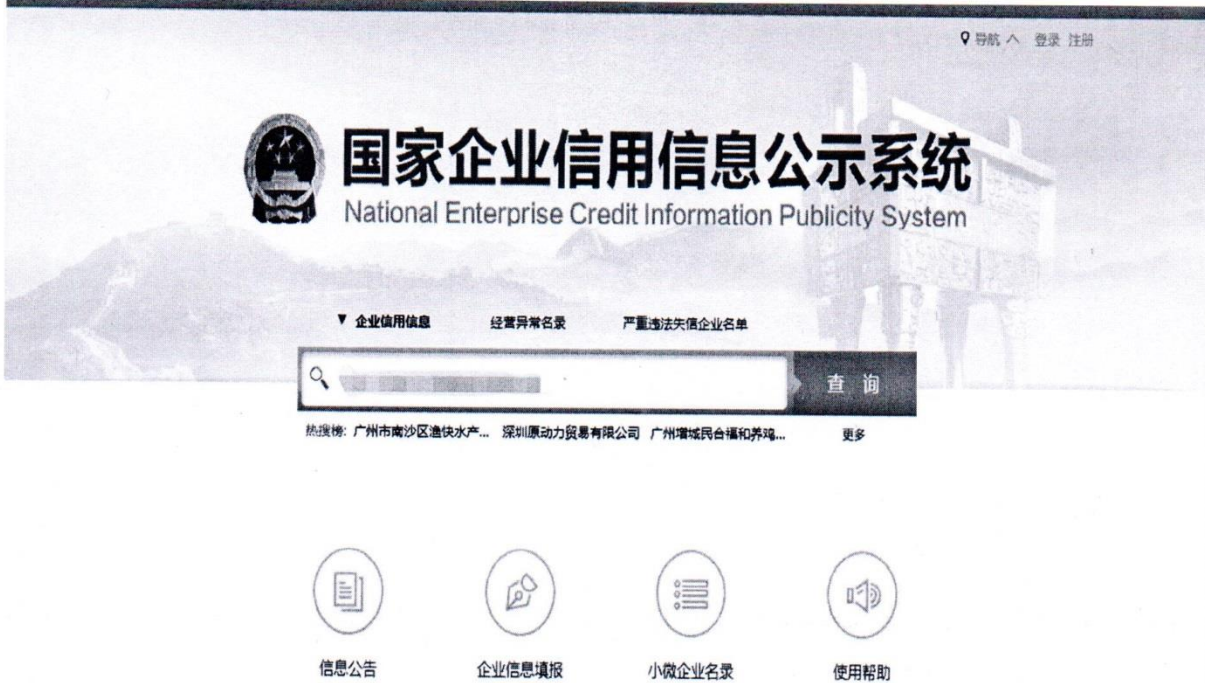 导航 登录 注册
国家企业信用信息公示系统
National Enterprise Credit Information Publicity System
企业信用信息 经营异常名录 严重违法失信企业名单
查 询
热搜榜: 广州市南沙区渔快水产... 深圳原动力贸易有限公司 广州增城民合福和养鸡... 更多
信息公告 企业信息填报 小微企业名录 使用帮助